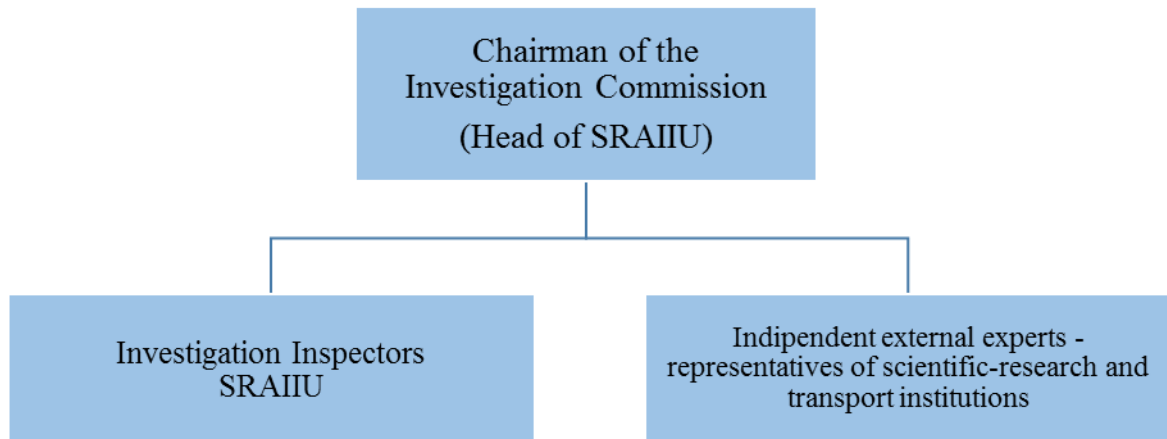 Chairman of the
Investigation Commission
(Head of SRAIIU)
Investigation Inspectors
SRAIIU
Indipendent external experts -
representatives of scientific-research and
transport institutions